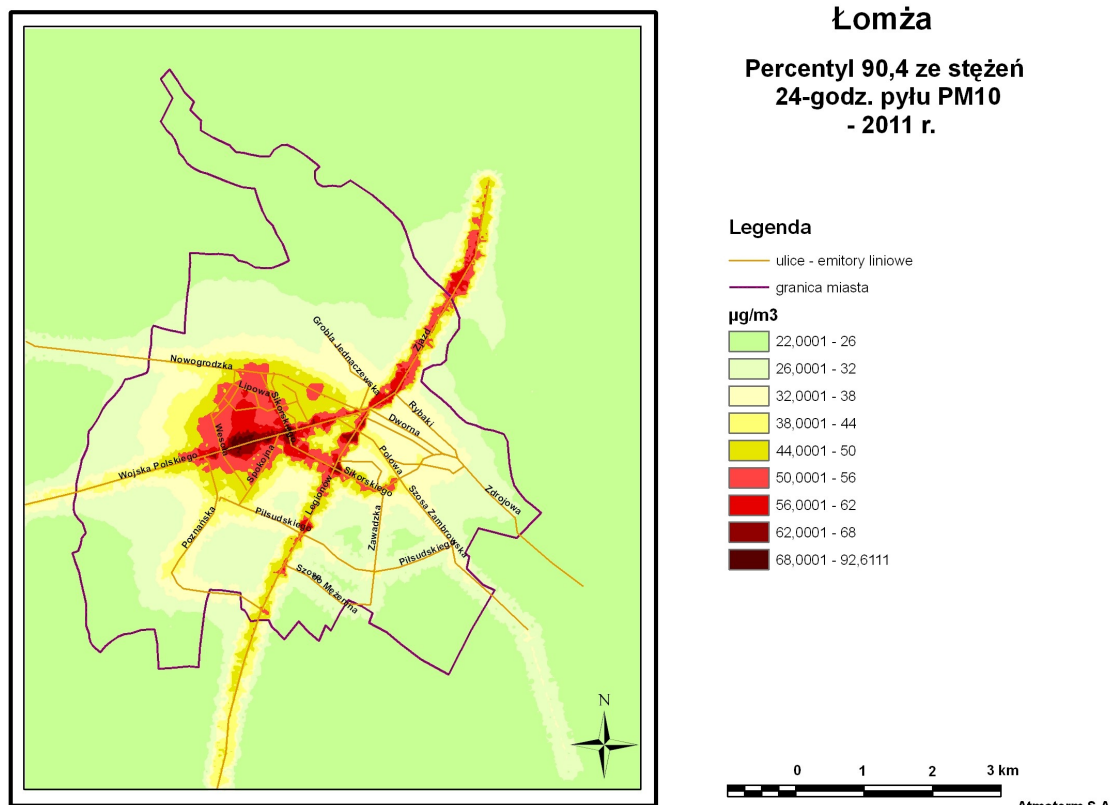 Łomża
Percentyl 90,4 ze stężeń
24-godz. pyłu PM10
- 2011 r.
Legenda
ulice - emitory liniowe
granica miasta
µg/m3
22,0001 - 26
26,0001 - 32
32,0001 - 38
38,0001 - 44
44,0001 - 50
50,0001 - 56
56,0001 - 62
62,0001 - 68
68,0001 - 92,6111
Zjazd
Grobla Jednaczewska
Nowogrodzka
Lipowa
Sikorskiego
Rybaki
Dworna
Wesoła
Spokojna
Polowa
Wojska Polskiego
Sikorskiego
Legionów
Szosa Zambrowska
Zdrojowa
Poznańska
Piłsudskiego
Zawadzka
Piłsudskiego
Szosa do Mężenina
N
0 1 2 3 km